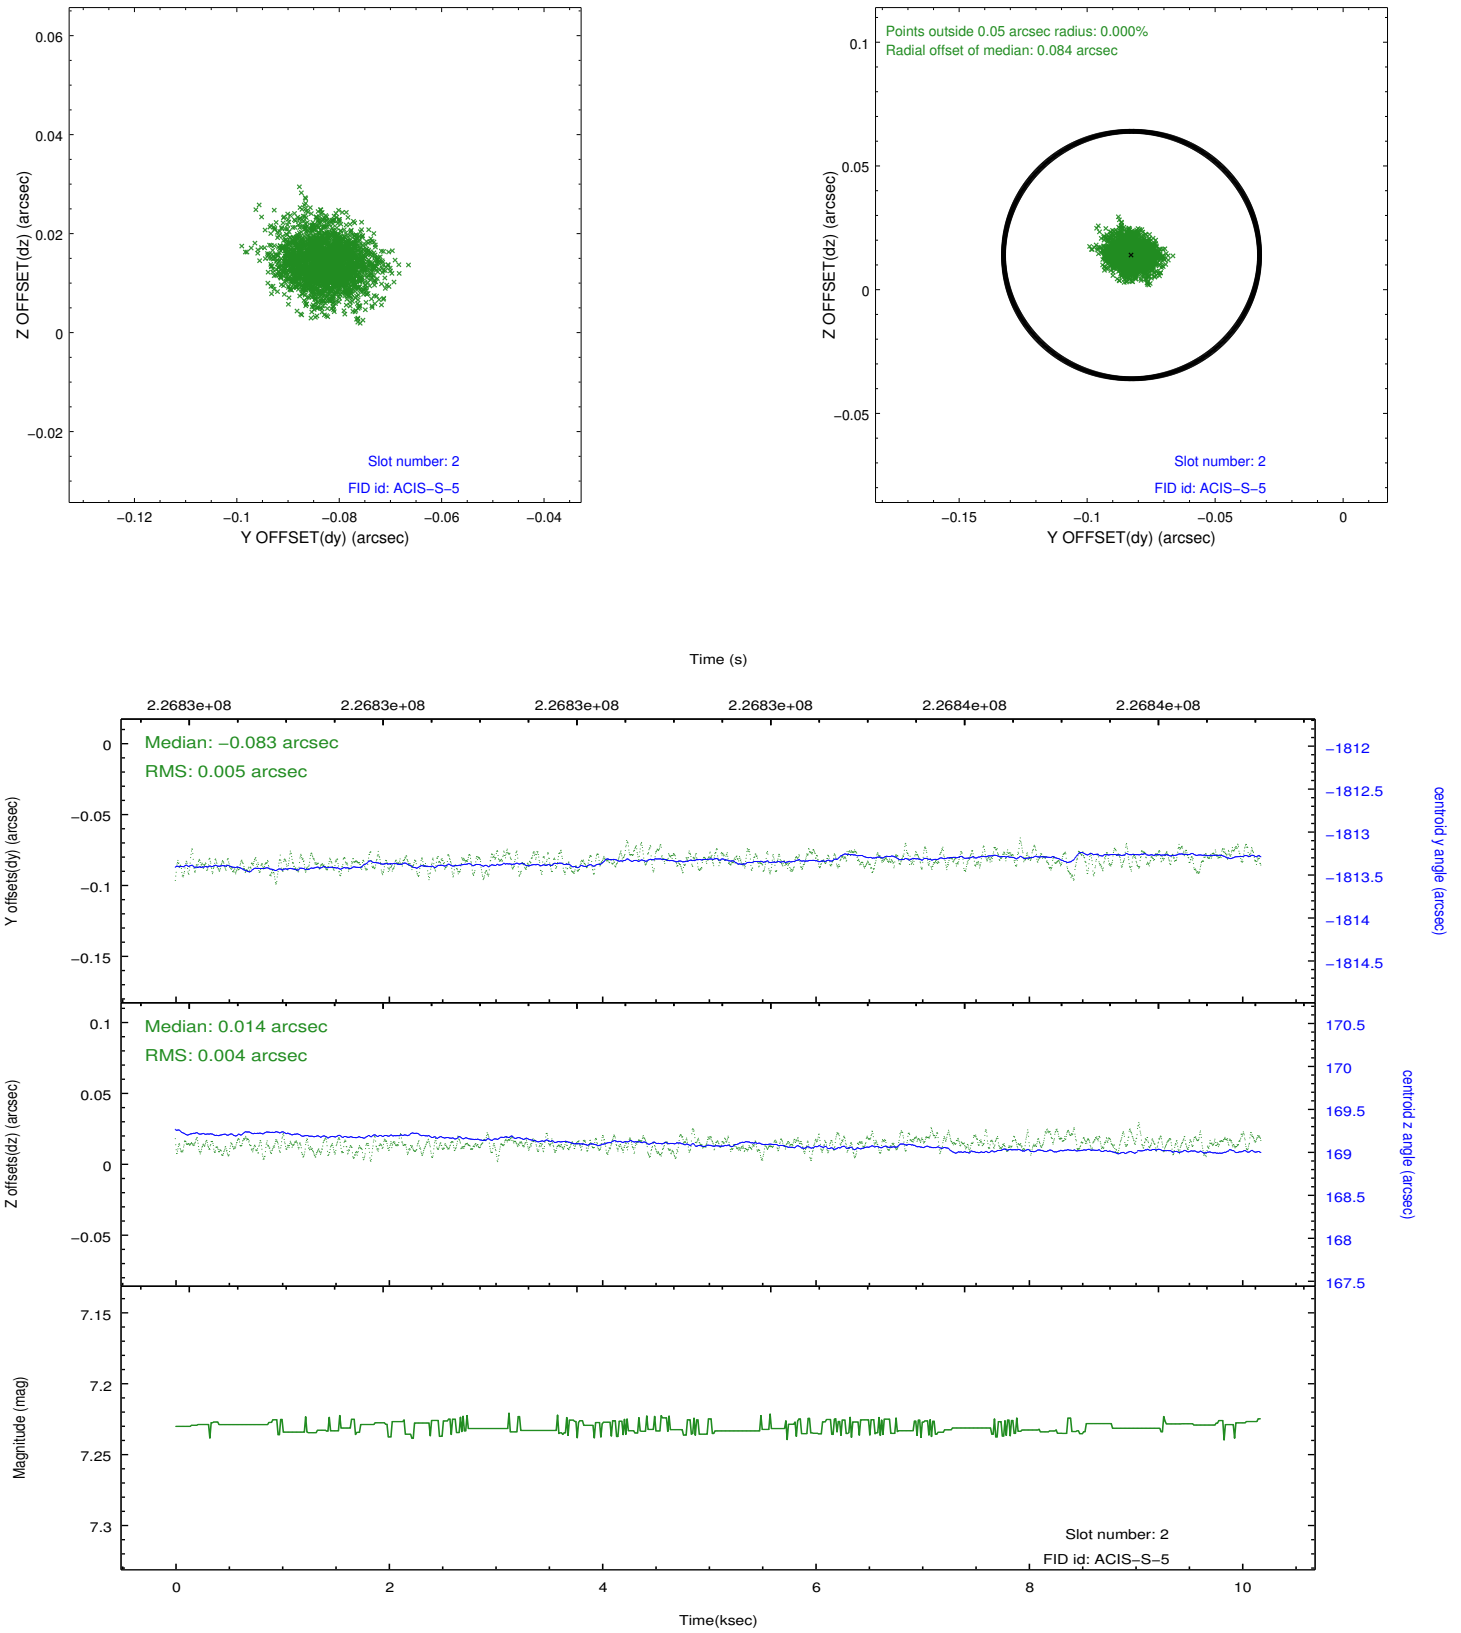 0.06
0.04
0.02
0
−0.02
Z OFFSET(dz) (arcsec)
Slot number: 2
FID id: ACIS−S−5
−0.12 −0.1 −0.08 −0.06 −0.04
Y OFFSET(dy) (arcsec)
Points outside 0.05 arcsec radius: 0.000%
Radial offset of median: 0.084 arcsec
0.1
0.05
0
−0.05
Z OFFSET(dz) (arcsec)
Slot number: 2
FID id: ACIS−S−5
−0.15 −0.1 −0.05 0
Y OFFSET(dy) (arcsec)
Time (s)
2.2683e+08 2.2683e+08 2.2683e+08 2.2683e+08 2.2684e+08 2.2684e+08
Median: −0.083 arcsec
RMS: 0.005 arcsec
0
−0.05
−0.1
−0.15
Y offsets(dy) (arcsec)
−1812
−1812.5
−1813
−1813.5
−1814
−1814.5
centroid y angle (arcsec)
Median: 0.014 arcsec
RMS: 0.004 arcsec
0.1
0.05
0
−0.05
Z offsets(dz) (arcsec)
170.5
170
169.5
169
168.5
168
167.5
centroid z angle (arcsec)
7.15
7.2
7.25
7.3
Magnitude (mag)
Slot number: 2
FID id: ACIS−S−5
0 2 4 6 8 10
Time(ksec)